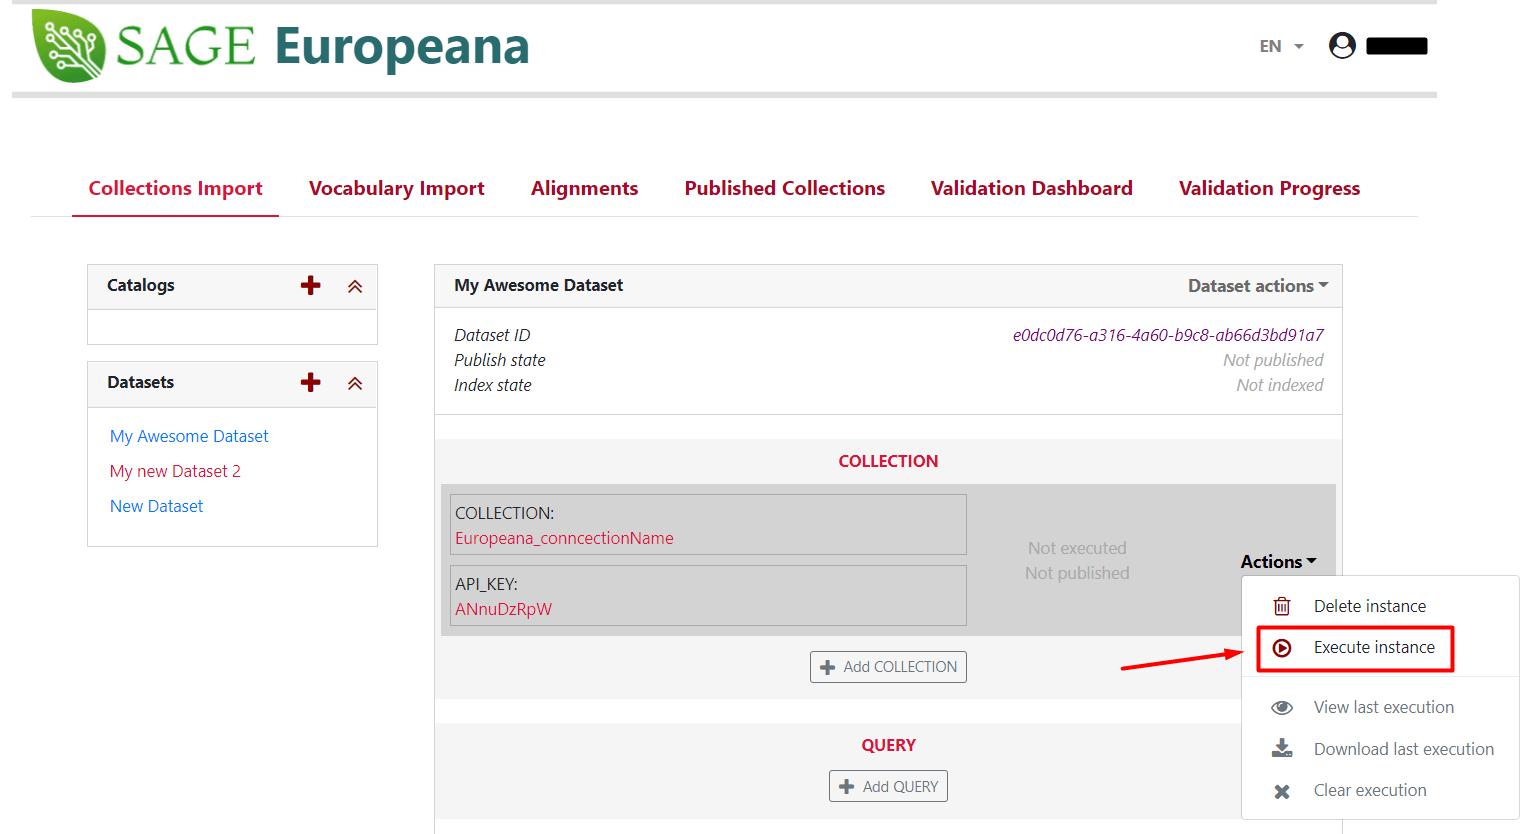 SAGE Europeana
EN
Collections Import Vocabulary Import Alignments Published Collections Validation Dashboard Validation Progress
Catalogs
Datasets
My Awesome Dataset
My new Dataset 2
New Dataset
My Awesome Dataset Dataset actions
Dataset ID e0dc0d76-a316-4a60-b9c8-ab66d3bd91a7
Publish state Not published
Index state Not indexed
COLLECTION
COLLECTION:
Europeana_conncectionName
API_KEY:
ANnuDzRpW
Not executed
Not published
Actions
Delete instance
Execute instance
View last execution
Download last execution
Clear execution
Add COLLECTION
QUERY
Add QUERY